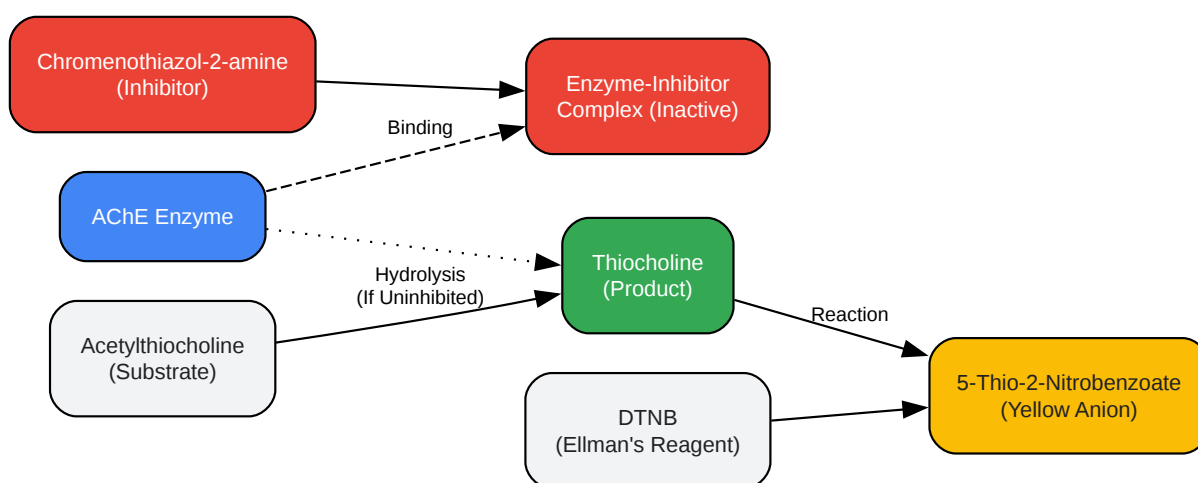 Chromenothiazol-2-amine
(Inhibitor)
Enzyme-Inhibitor
Complex (Inactive)
Binding
AChE Enzyme
Thiocholine
(Product)
Hydrolysis
(If Uninhibited)
Reaction
Acetylthiocholine
(Substrate)
5-Thio-2-Nitrobenzoate
(Yellow Anion)
DTNB
(Ellman's Reagent)